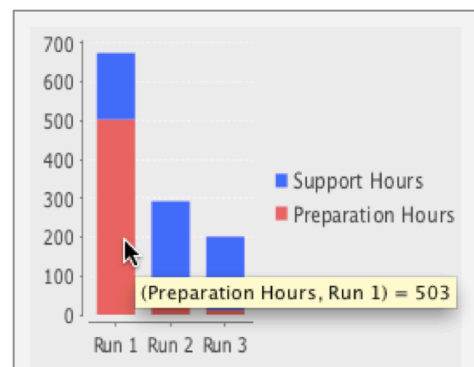 700
600
500
400
300
200
100
0
Support Hours
Preparation Hours
(Preparation Hours, Run 1) = 503
Run 1 Run 2 Run 3